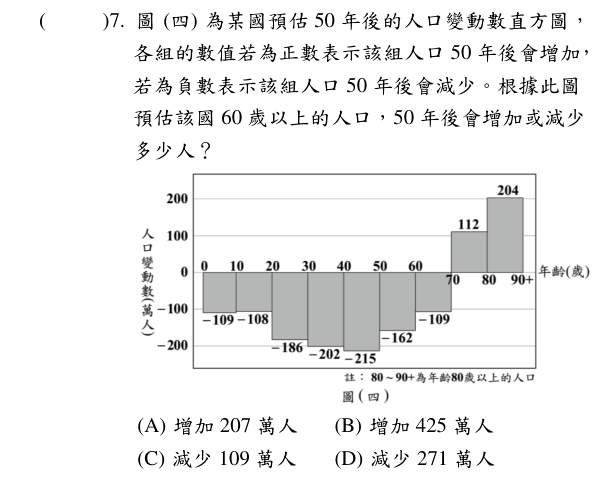 (　　)7. 圖 (四) 為某國預估 50 年後的人口變動數直方圖，
各組的數值若為正數表示該組人口 50 年後會增加，
若為負數表示該組人口 50 年後會減少。根據此圖
預估該國 60 歲以上的人口，50 年後會增加或減少
多少人？
人口變動數(萬人)
200
100
0
−100
−200
0 10 20 30 40 50 60 70 80 90+ 年齡(歲)
−109 −108 −186 −202 −215 −162 −109 112 204
註：80～90+為年齡80歲以上的人口
圖(四)
(A) 增加 207 萬人 (B) 增加 425 萬人
(C) 減少 109 萬人 (D) 減少 271 萬人